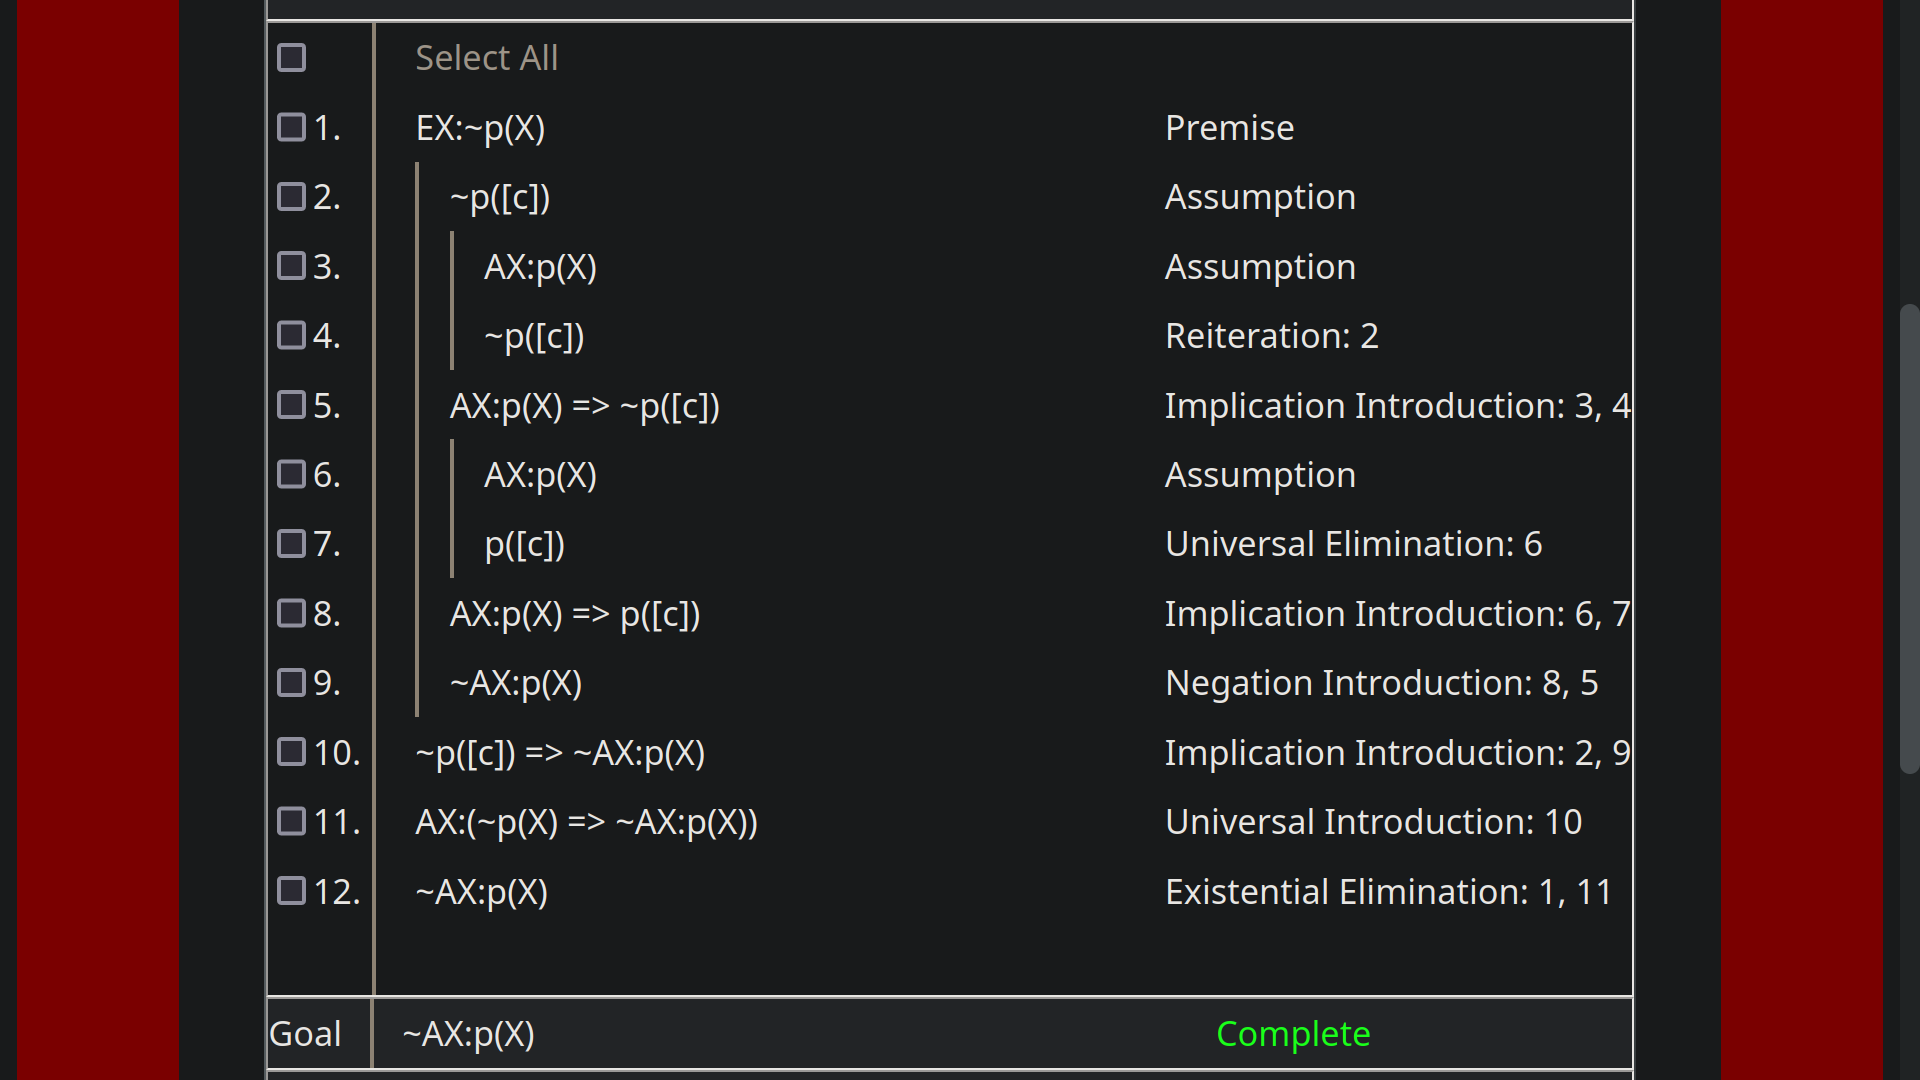 Select All
1. EX:~p(X) Premise
2. ~p([c]) Assumption
3. AX:p(X) Assumption
4. ~p([c]) Reiteration: 2
5. AX:p(X) => ~p([c]) Implication Introduction: 3, 4
6. AX:p(X) Assumption
7. p([c]) Universal Elimination: 6
8. AX:p(X) => p([c]) Implication Introduction: 6, 7
9. ~AX:p(X) Negation Introduction: 8, 5
10. ~p([c]) => ~AX:p(X) Implication Introduction: 2, 9
11. AX:(~p(X) => ~AX:p(X)) Universal Introduction: 10
12. ~AX:p(X) Existential Elimination: 1, 11
Goal ~AX:p(X) Complete